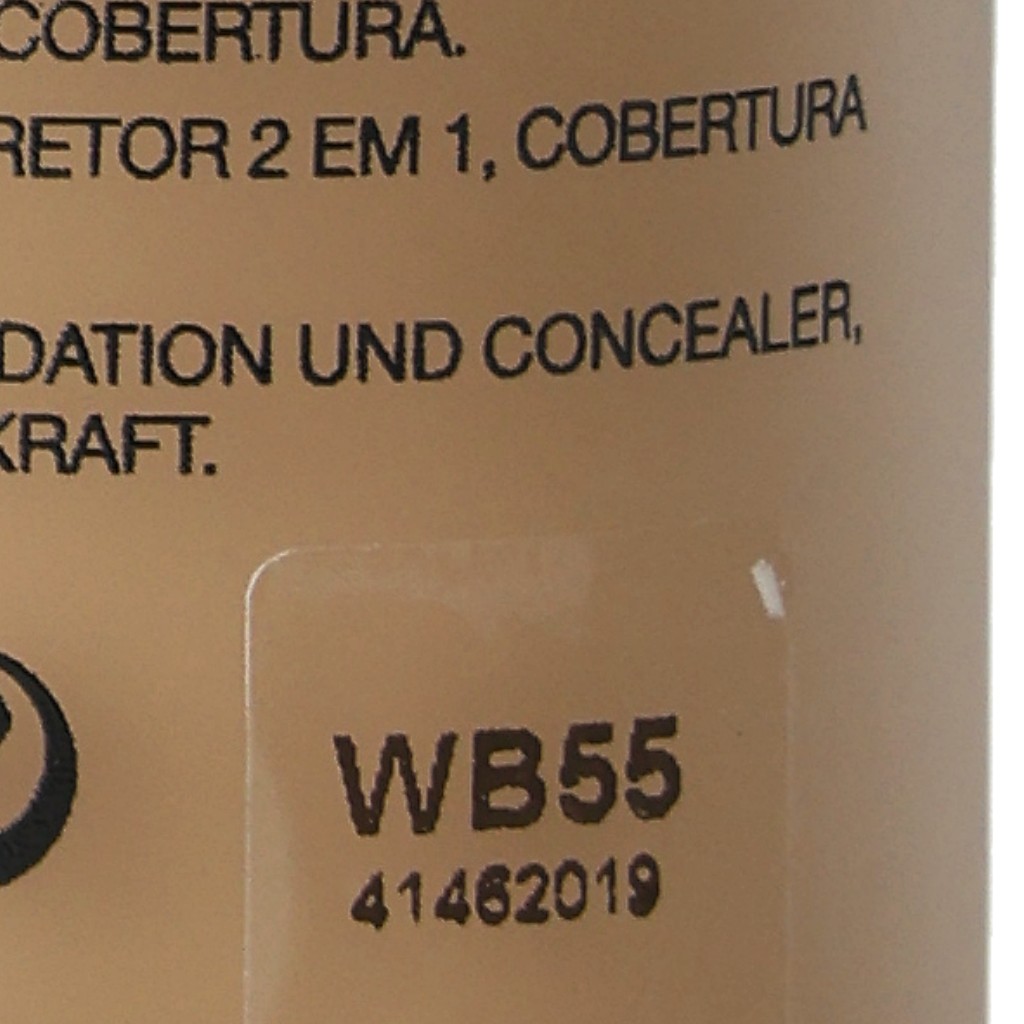 COBERTURA.
RETOR 2 EM 1, COBERTURA
DATION UND CONCEALER,
KRAFT.
WB55
41462019